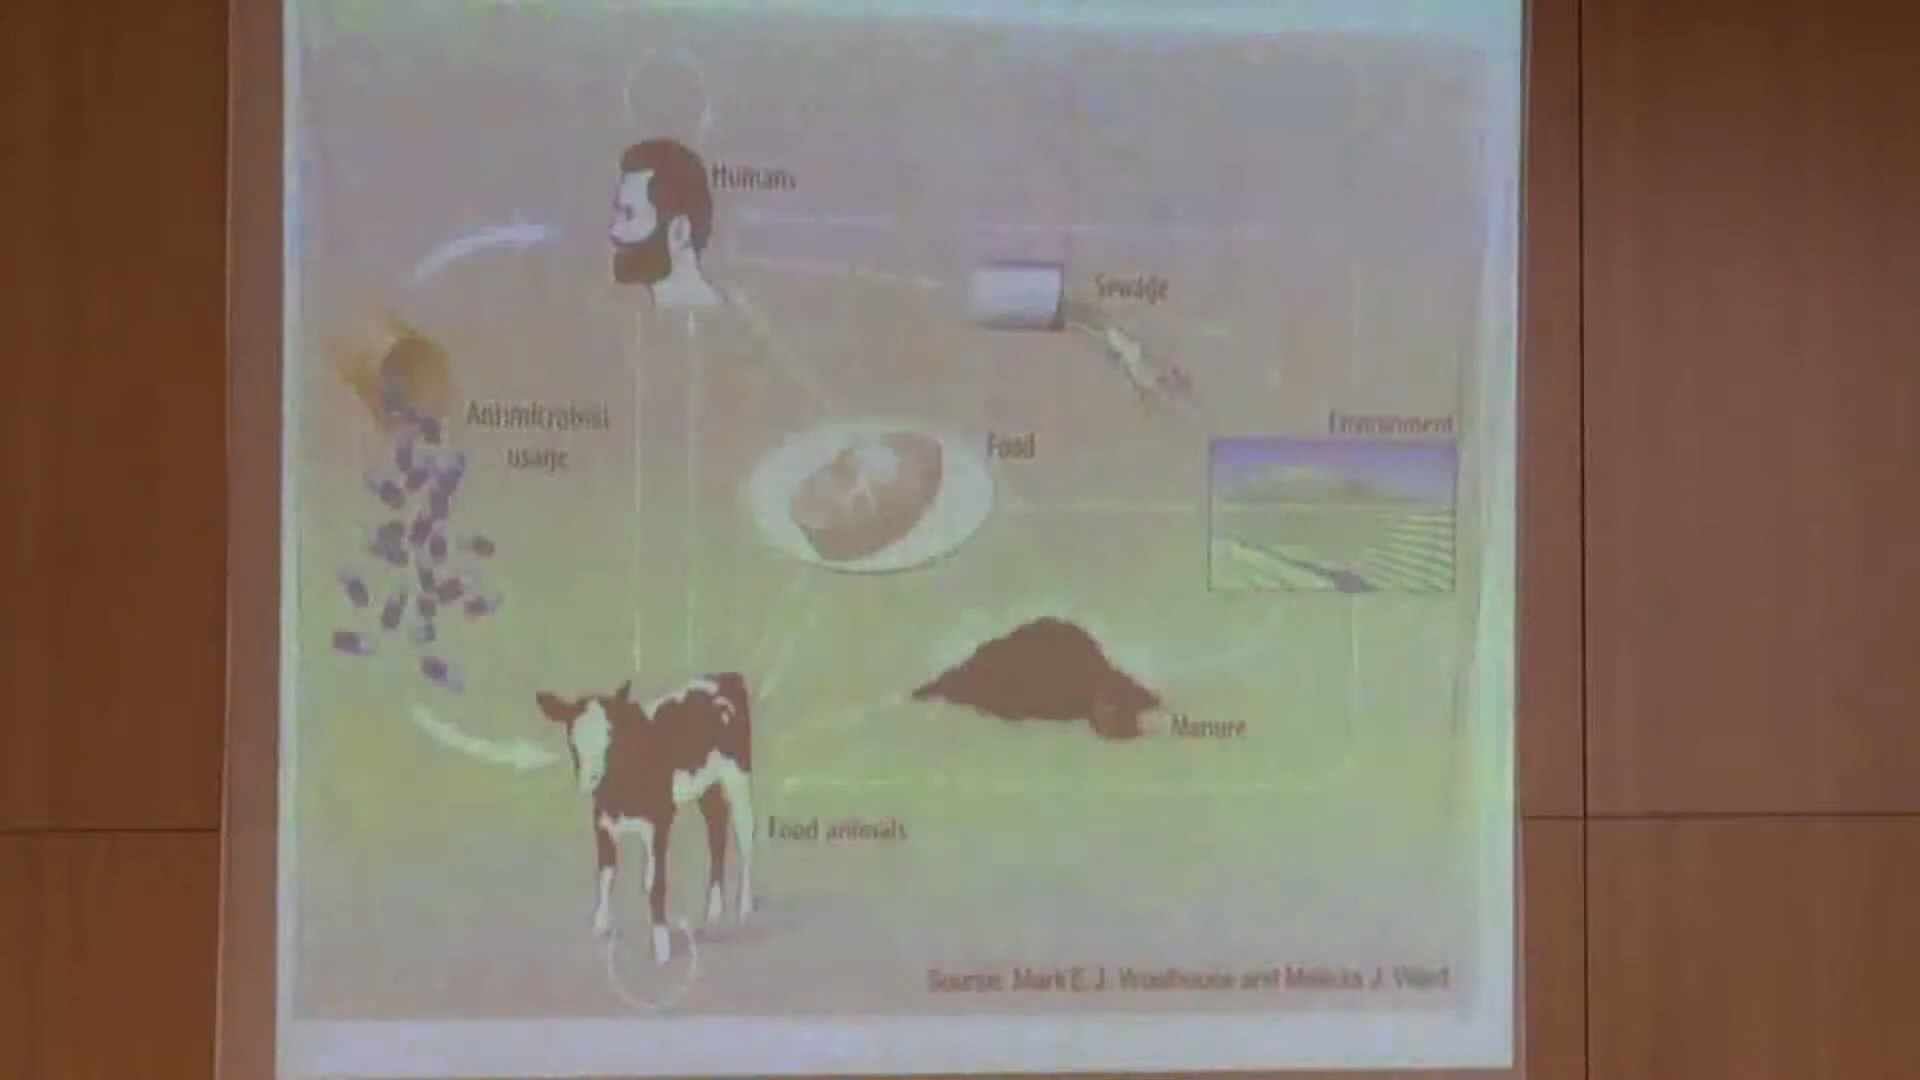 Humans
Sewage
Antimicrobial
usage
Food
Environment
Manure
Food animals
Source: Mark E. J. Woolhouse and Melissa J. Ward